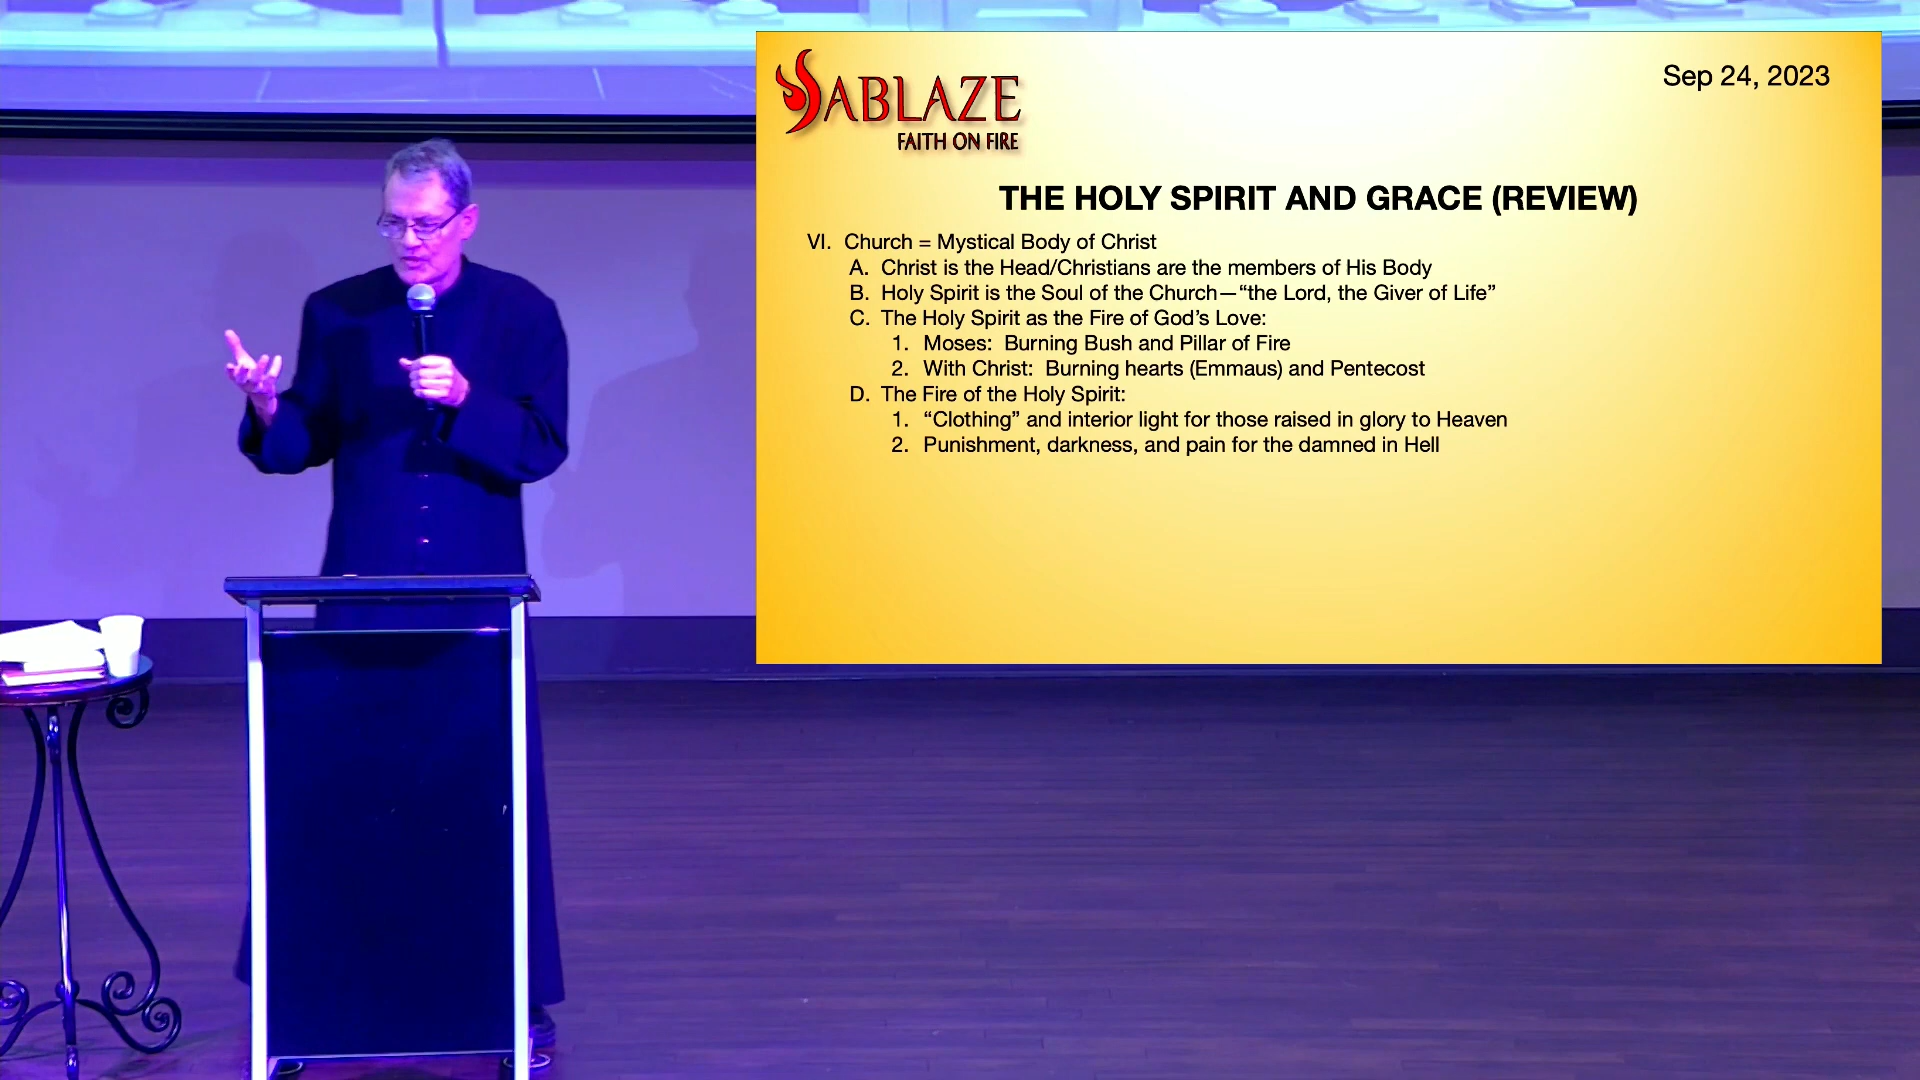 ABLAZE
FAITH ON FIRE
Sep 24, 2023
THE HOLY SPIRIT AND GRACE (REVIEW)
VI. Church = Mystical Body of Christ
A. Christ is the Head/Christians are the members of His Body
B. Holy Spirit is the Soul of the Church—“the Lord, the Giver of Life”
C. The Holy Spirit as the Fire of God’s Love:
1. Moses: Burning Bush and Pillar of Fire
2. With Christ: Burning hearts (Emmaus) and Pentecost
D. The Fire of the Holy Spirit:
1. “Clothing” and interior light for those raised in glory to Heaven
2. Punishment, darkness, and pain for the damned in Hell